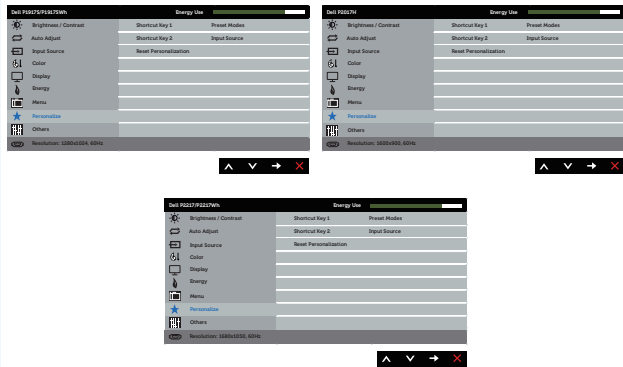 Dell P1917S/P1917SWh Energy Use
Brightness / Contrast Shortcut Key 1 Preset Modes
Auto Adjust Shortcut Key 2 Input Source
Input Source Reset Personalization
Color
Display
Energy
Menu
Personalize
Others
Resolution: 1280x1024, 60Hz
Dell P2017H Energy Use
Brightness / Contrast Shortcut Key 1 Preset Modes
Auto Adjust Shortcut Key 2 Input Source
Input Source Reset Personalization
Color
Display
Energy
Menu
Personalize
Others
Resolution: 1600x900, 60Hz
Dell P2217/P2217Wh Energy Use
Brightness / Contrast Shortcut Key 1 Preset Modes
Auto Adjust Shortcut Key 2 Input Source
Input Source Reset Personalization
Color
Display
Energy
Menu
Personalize
Others
Resolution: 1680x1050, 60Hz